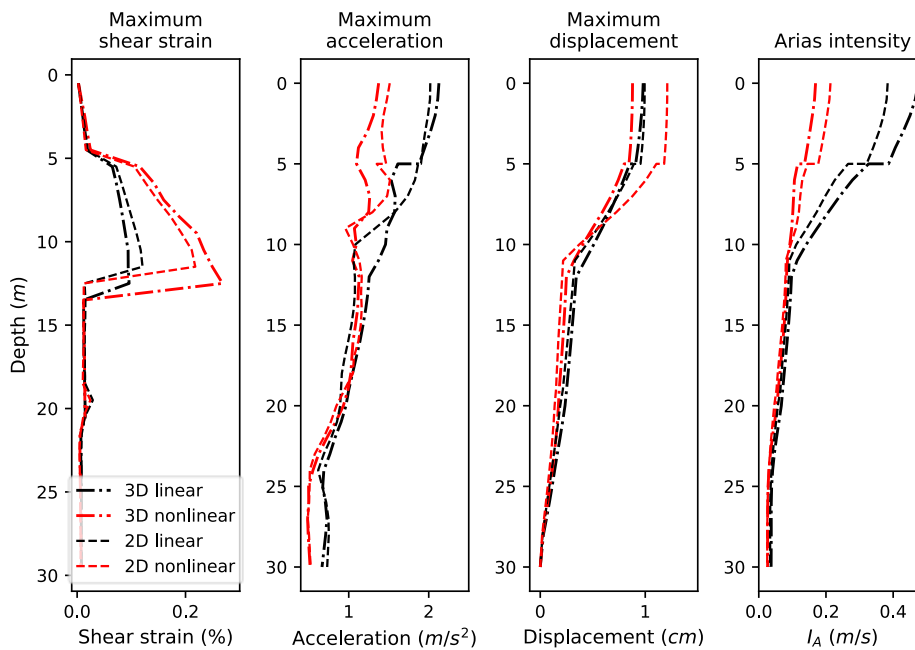 Maximum
shear strain
Maximum
acceleration
Maximum
displacement
Arias intensity
Depth (m)
0
5
10
15
20
25
30
0
5
10
15
20
25
30
0
5
10
15
20
25
30
0
5
10
15
20
25
30
3D linear
3D nonlinear
2D linear
2D nonlinear
0.0
0.2
1
2
0
1
0.0
0.2
0.4
Shear strain (%)
Acceleration (m/s²)
Displacement (cm)
I_A (m/s)